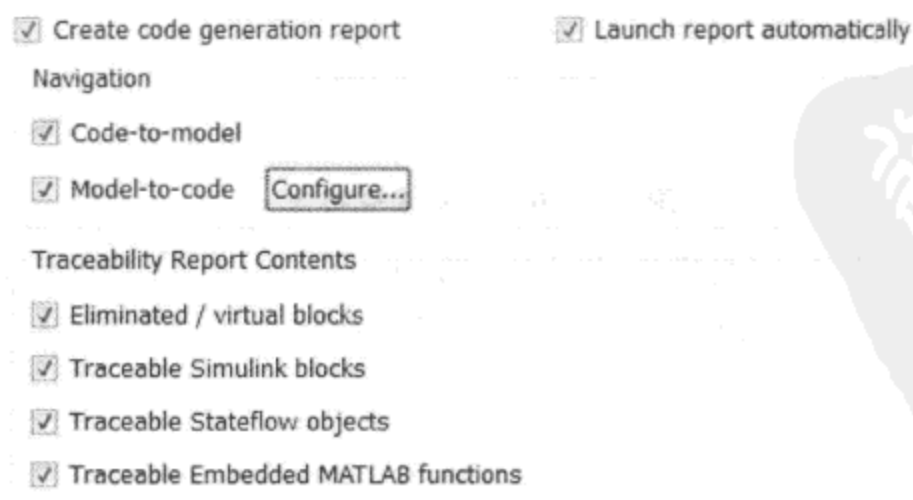 Create code generation report Launch report automatically
Navigation
Code-to-model
Model-to-code Configure...
Traceability Report Contents
Eliminated / virtual blocks
Traceable Simulink blocks
Traceable Stateflow objects
Traceable Embedded MATLAB functions